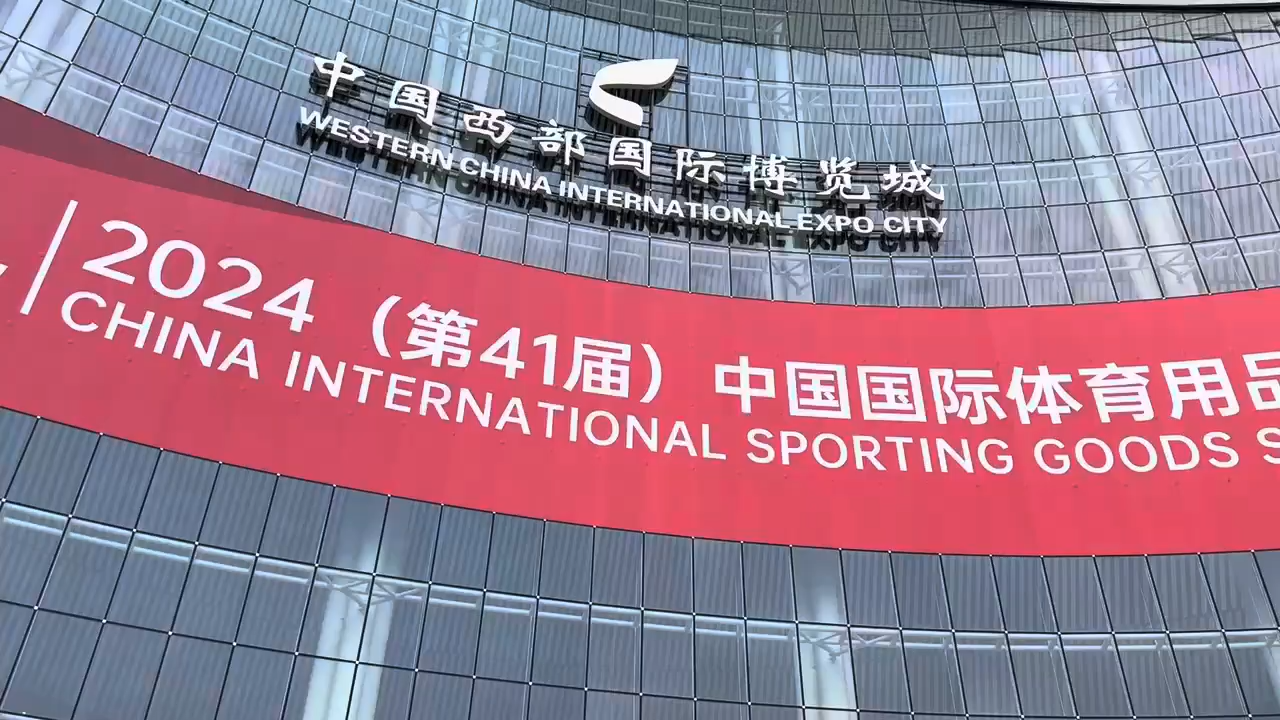 中国西部国际博览城
WESTERN CHINA INTERNATIONAL EXPO CITY
2024（第41届）中国国际体育用品
CHINA INTERNATIONAL SPORTING GOODS S